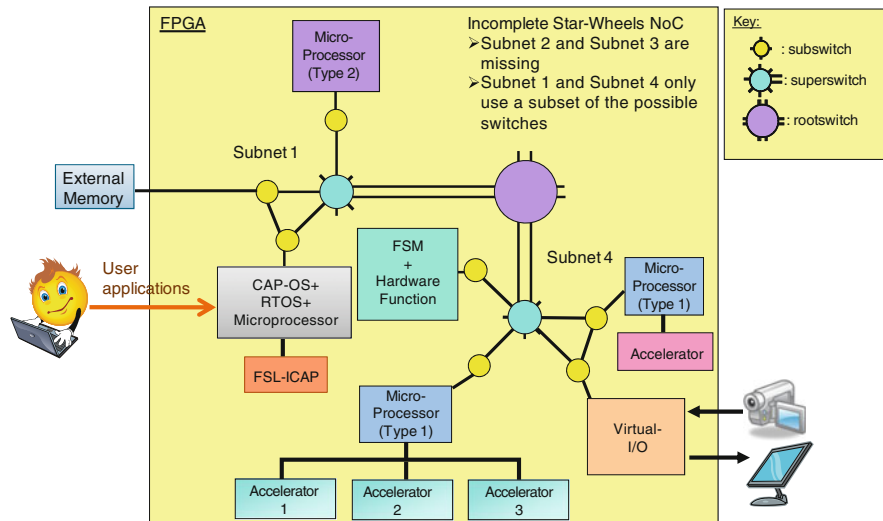 FPGA
Micro-
Processor
(Type 2)
Incomplete Star-Wheels NoC
➢Subnet 2 and Subnet 3 are
missing
➢Subnet 1 and Subnet 4 only
use a subset of the possible
switches
Key:
: subswitch
: superswitch
: rootswitch
Subnet 1
External
Memory
User
applications
CAP-OS+
RTOS+
Microprocessor
FSL-ICAP
FSM
+
Hardware
Function
Subnet 4
Micro-
Processor
(Type 1)
Accelerator
Micro-
Processor
(Type 1)
Virtual-
I/O
Accelerator
1
Accelerator
2
Accelerator
3